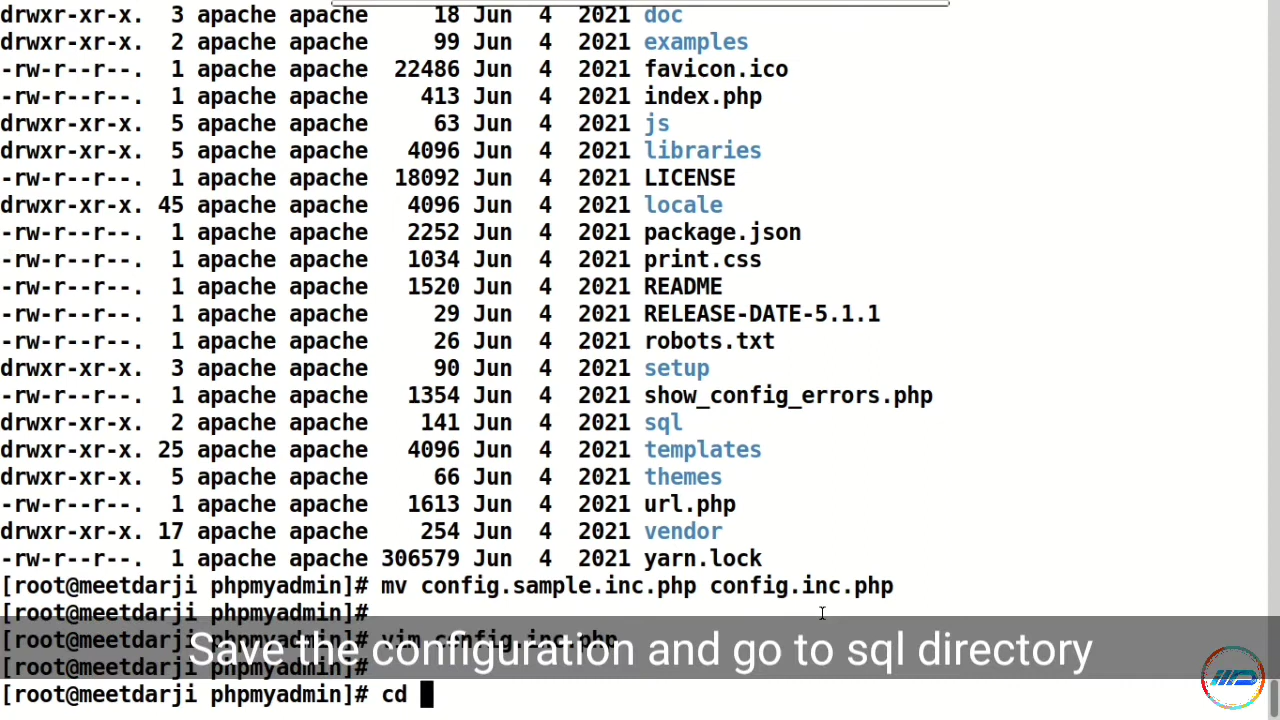 drwxr-xr-x. 3 apache apache 18 Jun 4 2021 doc
drwxr-xr-x. 2 apache apache 99 Jun 4 2021 examples
-rw-r--r--. 1 apache apache 22486 Jun 4 2021 favicon.ico
-rw-r--r--. 1 apache apache 413 Jun 4 2021 index.php
drwxr-xr-x. 5 apache apache 63 Jun 4 2021 js
drwxr-xr-x. 5 apache apache 4096 Jun 4 2021 libraries
-rw-r--r--. 1 apache apache 18092 Jun 4 2021 LICENSE
drwxr-xr-x. 45 apache apache 4096 Jun 4 2021 locale
-rw-r--r--. 1 apache apache 2252 Jun 4 2021 package.json
-rw-r--r--. 1 apache apache 1034 Jun 4 2021 print.css
-rw-r--r--. 1 apache apache 1520 Jun 4 2021 README
-rw-r--r--. 1 apache apache 29 Jun 4 2021 RELEASE-DATE-5.1.1
-rw-r--r--. 1 apache apache 26 Jun 4 2021 robots.txt
drwxr-xr-x. 3 apache apache 90 Jun 4 2021 setup
-rw-r--r--. 1 apache apache 1354 Jun 4 2021 show_config_errors.php
drwxr-xr-x. 2 apache apache 141 Jun 4 2021 sql
drwxr-xr-x. 25 apache apache 4096 Jun 4 2021 templates
drwxr-xr-x. 5 apache apache 66 Jun 4 2021 themes
-rw-r--r--. 1 apache apache 1613 Jun 4 2021 url.php
drwxr-xr-x. 17 apache apache 254 Jun 4 2021 vendor
-rw-r--r--. 1 apache apache 306579 Jun 4 2021 yarn.lock
[root@meetdarji phpmyadmin]# mv config.sample.inc.php config.inc.php
[root@meetdarji phpmyadmin]#
[root@meetdarji phpmyadmin]# vim config.inc.php
Save the configuration and go to sql directory
[root@meetdarji phpmyadmin]#
[root@meetdarji phpmyadmin]# cd